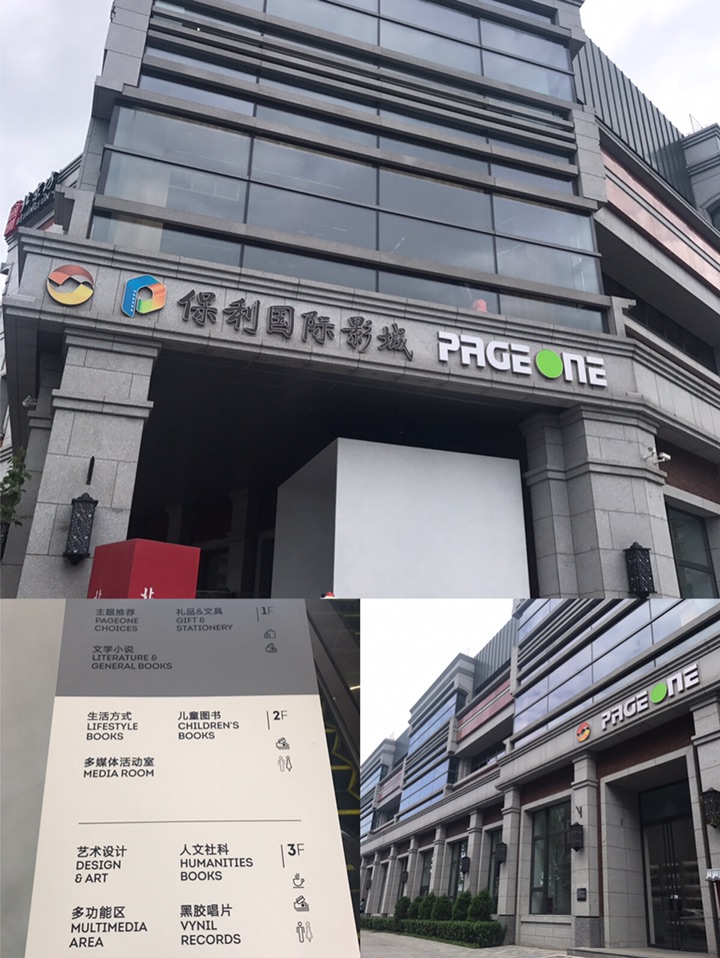 保利国际影城 PAGEONE
北 北
主题推荐 礼品&文具 1F
PAGEONE GIFT &
CHOICES STATIONERY
文学小说
LITERATURE &
GENERAL BOOKS
生活方式 儿童图书 2F
LIFESTYLE CHILDREN'S
BOOKS BOOKS
多媒体活动室
MEDIA ROOM
艺术设计 人文社科 3F
DESIGN HUMANITIES
& ART BOOKS
多功能区 黑胶唱片
MULTIMEDIA VYNIL
AREA RECORDS
PAGEONE